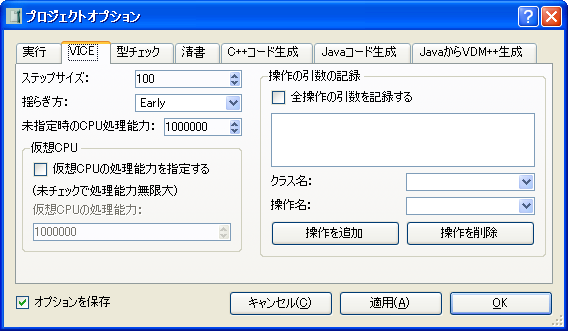 プロジェクトオプション
実行 VICE 型チェック 清書 C++コード生成 Javaコード生成 JavaからVDM++生成
ステップサイズ: 100
揺らぎ方: Early
未指定時のCPU処理能力: 1000000
仮想CPU
仮想CPUの処理能力を指定する
(未チェックで処理能力無限大)
仮想CPUの処理能力:
1000000
操作の引数の記録
全操作の引数を記録する
クラス名:
操作名:
操作を追加 操作を削除
オプションを保存 キャンセル(C) 適用(A) OK